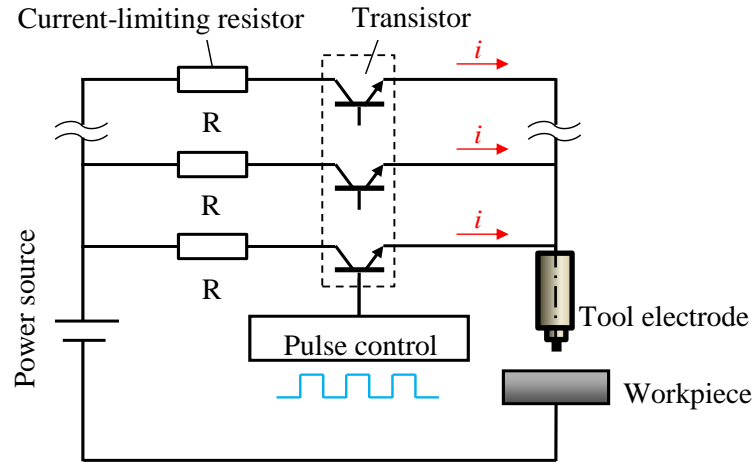 Current-limiting resistor
Transistor
i
R
i
R
i
R
Power source
Pulse control
Tool electrode
Workpiece